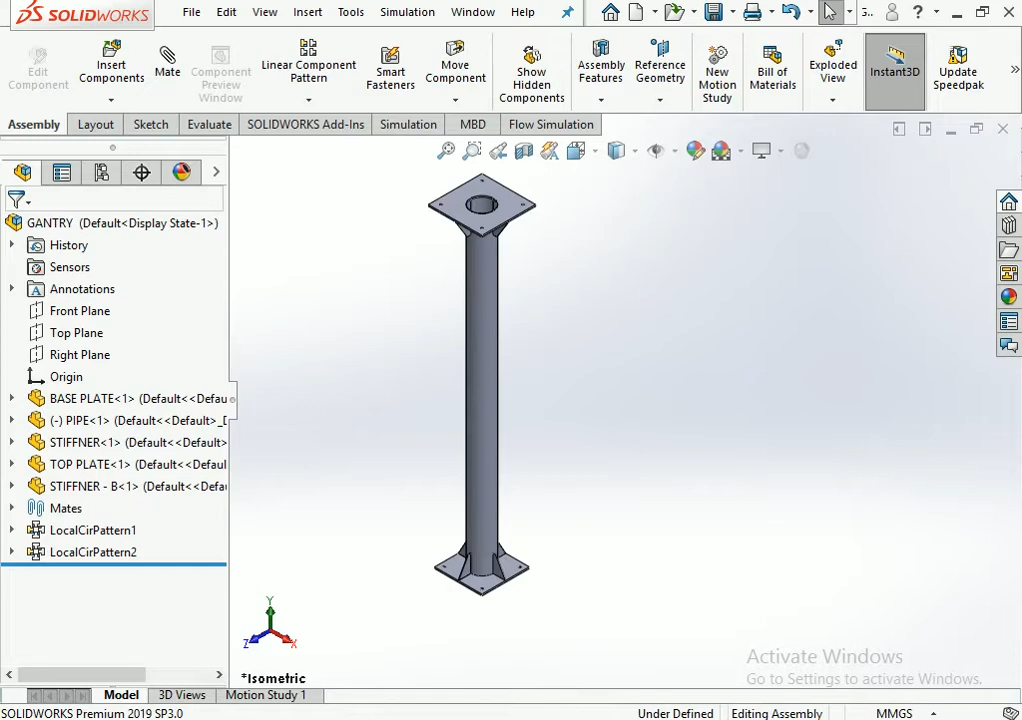 SOLIDWORKS File Edit View Insert Tools Simulation Window Help 5.. ?
Edit Component
Insert Components
Mate
Component Preview Window
Linear Component Pattern
Smart Fasteners
Move Component
Show Hidden Components
Assembly Features
Reference Geometry
New Motion Study
Bill of Materials
Exploded View
Instant3D
Update Speedpak
Assembly Layout Sketch Evaluate SOLIDWORKS Add-Ins Simulation MBD Flow Simulation
GANTRY (Default<Display State-1>)
History
Sensors
Annotations
Front Plane
Top Plane
Right Plane
Origin
BASE PLATE<1> (Default<<Defau
(-) PIPE<1> (Default<<Default>_D
STIFFNER<1> (Default<<Default>
TOP PLATE<1> (Default<<Defaul
STIFFNER - B<1> (Default<<Defau
Mates
LocalCirPattern1
LocalCirPattern2
Y
Z X
*Isometric
Activate Windows
Go to Settings to activate Windows.
Model 3D Views Motion Study 1
SOLIDWORKS Premium 2019 SP3.0 Under Defined Editing Assembly MMGS